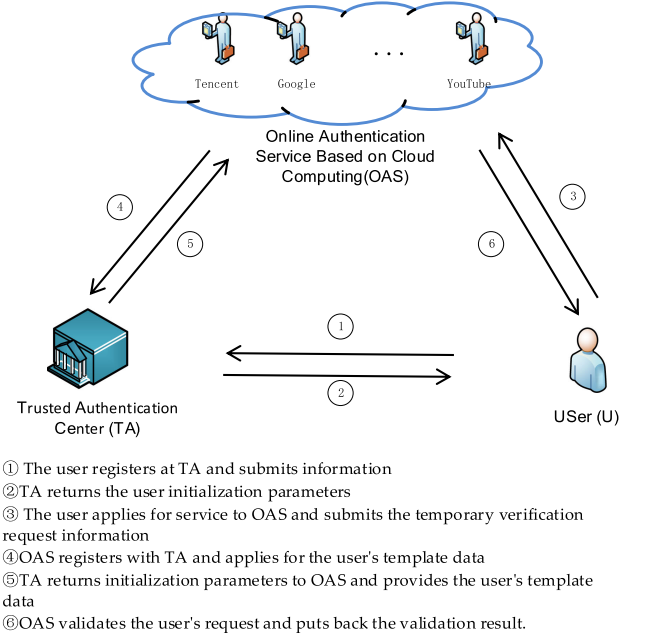 Tencent Google ... YouTube
Online Authentication
Service Based on Cloud
Computing(OAS)
④
③
⑤
⑥
①
②
Trusted Authentication
Center (TA)
USer (U)
① The user registers at TA and submits information
②TA returns the user initialization parameters
③ The user applies for service to OAS and submits the temporary verification
request information
④OAS registers with TA and applies for the user's template data
⑤TA returns initialization parameters to OAS and provides the user's template
data
⑥OAS validates the user's request and puts back the validation result.